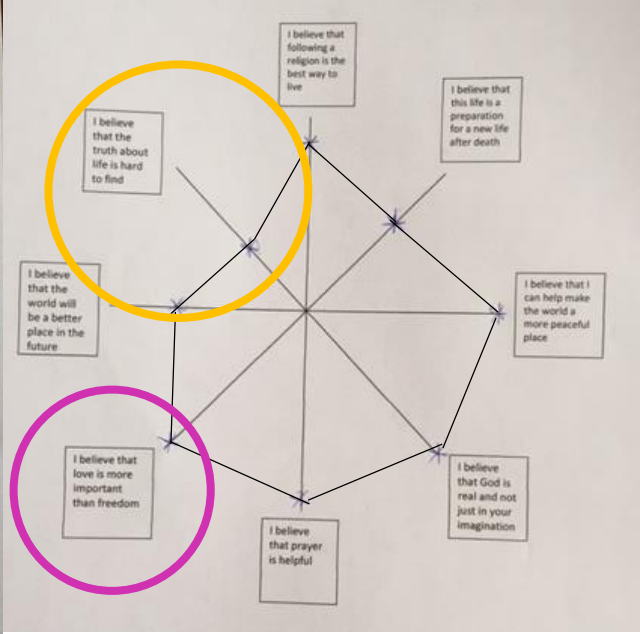 I believe that
following a
religion is the
best way to
live
I believe that
this life is a
preparation
for a new life
after death
I believe
that the
truth about
life is hard
to find
I believe
that the
world will
be a better
place in the
future
I believe that I
can help make
the world a
more peaceful
place
I believe that
love is more
important
than freedom
I believe
that God is
real and not
just in your
imagination
I believe
that prayer
is helpful